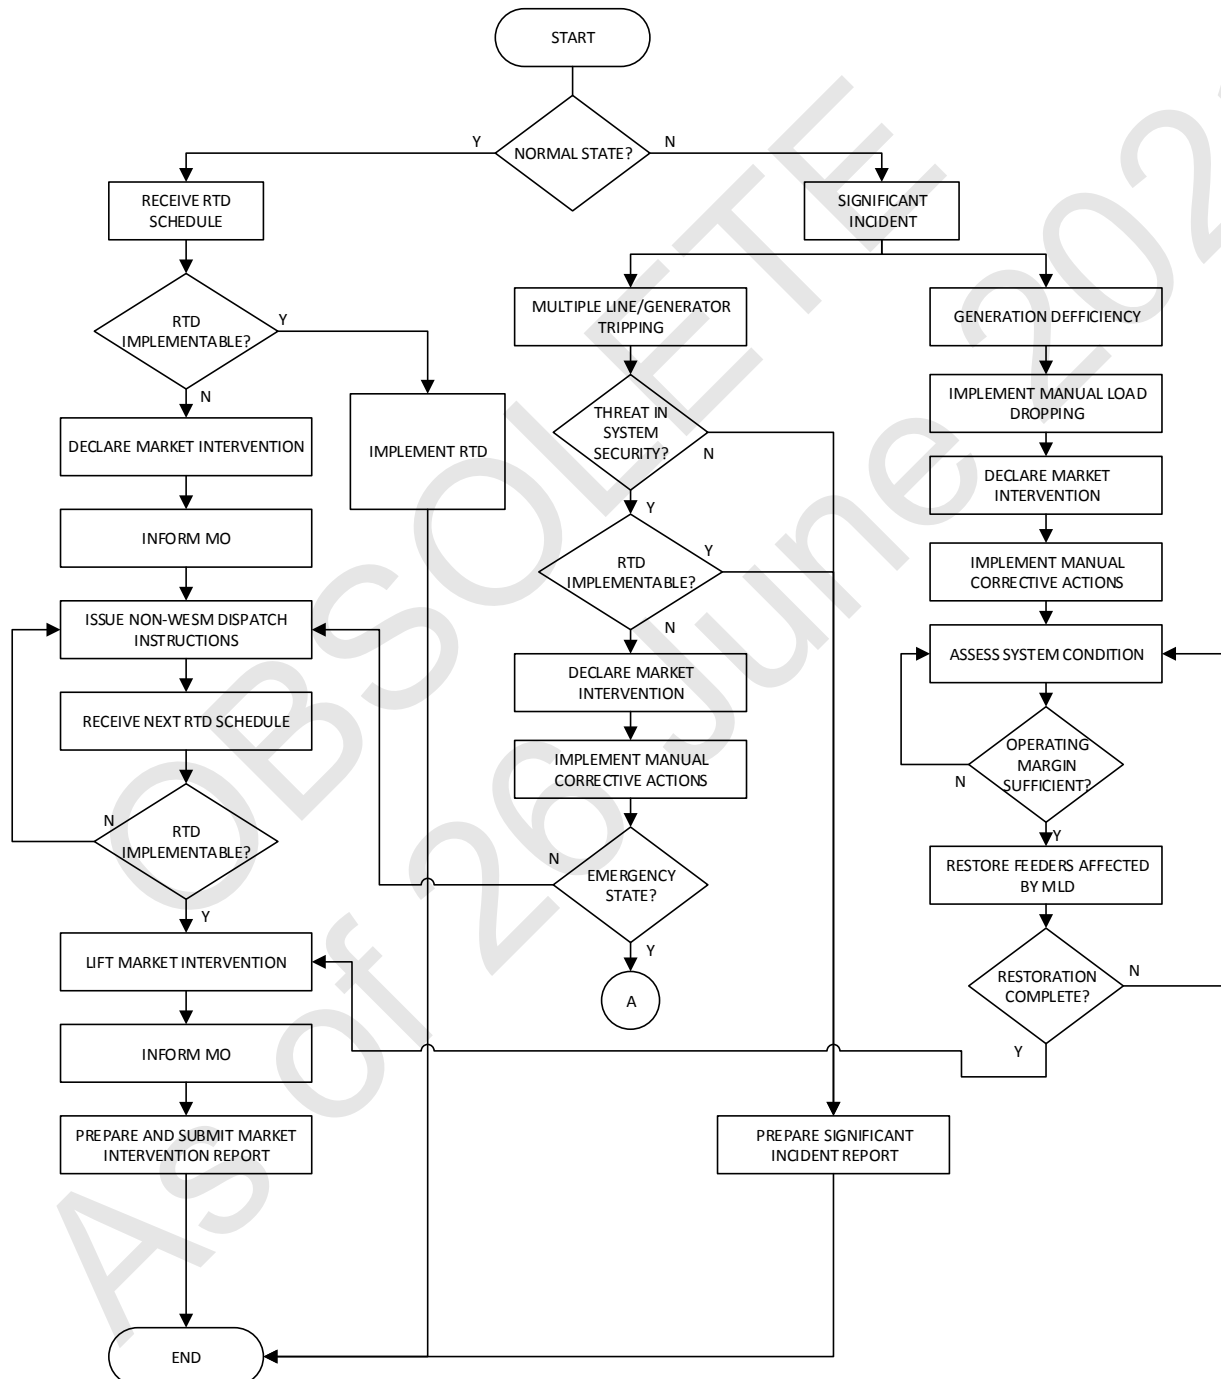 START
NORMAL STATE?
Y
N
RECEIVE RTD
SCHEDULE
SIGNIFICANT
INCIDENT
RTD
IMPLEMENTABLE?
Y
N
MULTIPLE LINE/GENERATOR
TRIPPING
GENERATION DEFFICIENCY
DECLARE MARKET INTERVENTION
IMPLEMENT RTD
THREAT IN
SYSTEM
SECURITY?
N
Y
IMPLEMENT MANUAL LOAD
DROPPING
DECLARE MARKET
INTERVENTION
INFORM MO
RTD
IMPLEMENTABLE?
Y
N
IMPLEMENT MANUAL
CORRECTIVE ACTIONS
ISSUE NON-WESM DISPATCH
INSTRUCTIONS
DECLARE MARKET
INTERVENTION
ASSESS SYSTEM CONDITION
RECEIVE NEXT RTD SCHEDULE
IMPLEMENT MANUAL
CORRECTIVE ACTIONS
OPERATING
MARGIN
SUFFICIENT?
N
Y
N
RTD
IMPLEMENTABLE?
Y
N
EMERGENCY
STATE?
Y
RESTORE FEEDERS AFFECTED
BY MLD
LIFT MARKET INTERVENTION
A
RESTORATION
COMPLETE?
N
Y
INFORM MO
PREPARE AND SUBMIT MARKET
INTERVENTION REPORT
PREPARE SIGNIFICANT
INCIDENT REPORT
END
OBSOLETE
As of 26 June 202